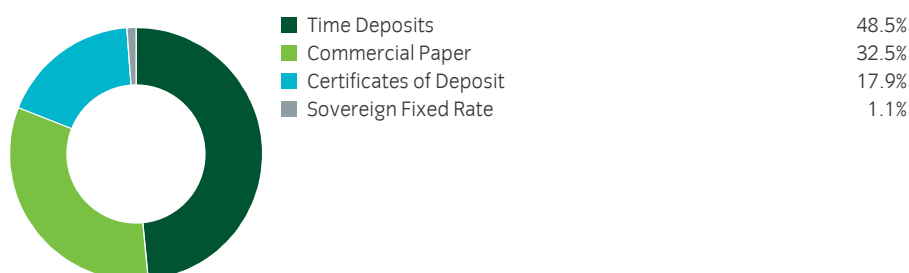 Time Deposits 48.5%
Commercial Paper 32.5%
Certificates of Deposit 17.9%
Sovereign Fixed Rate 1.1%